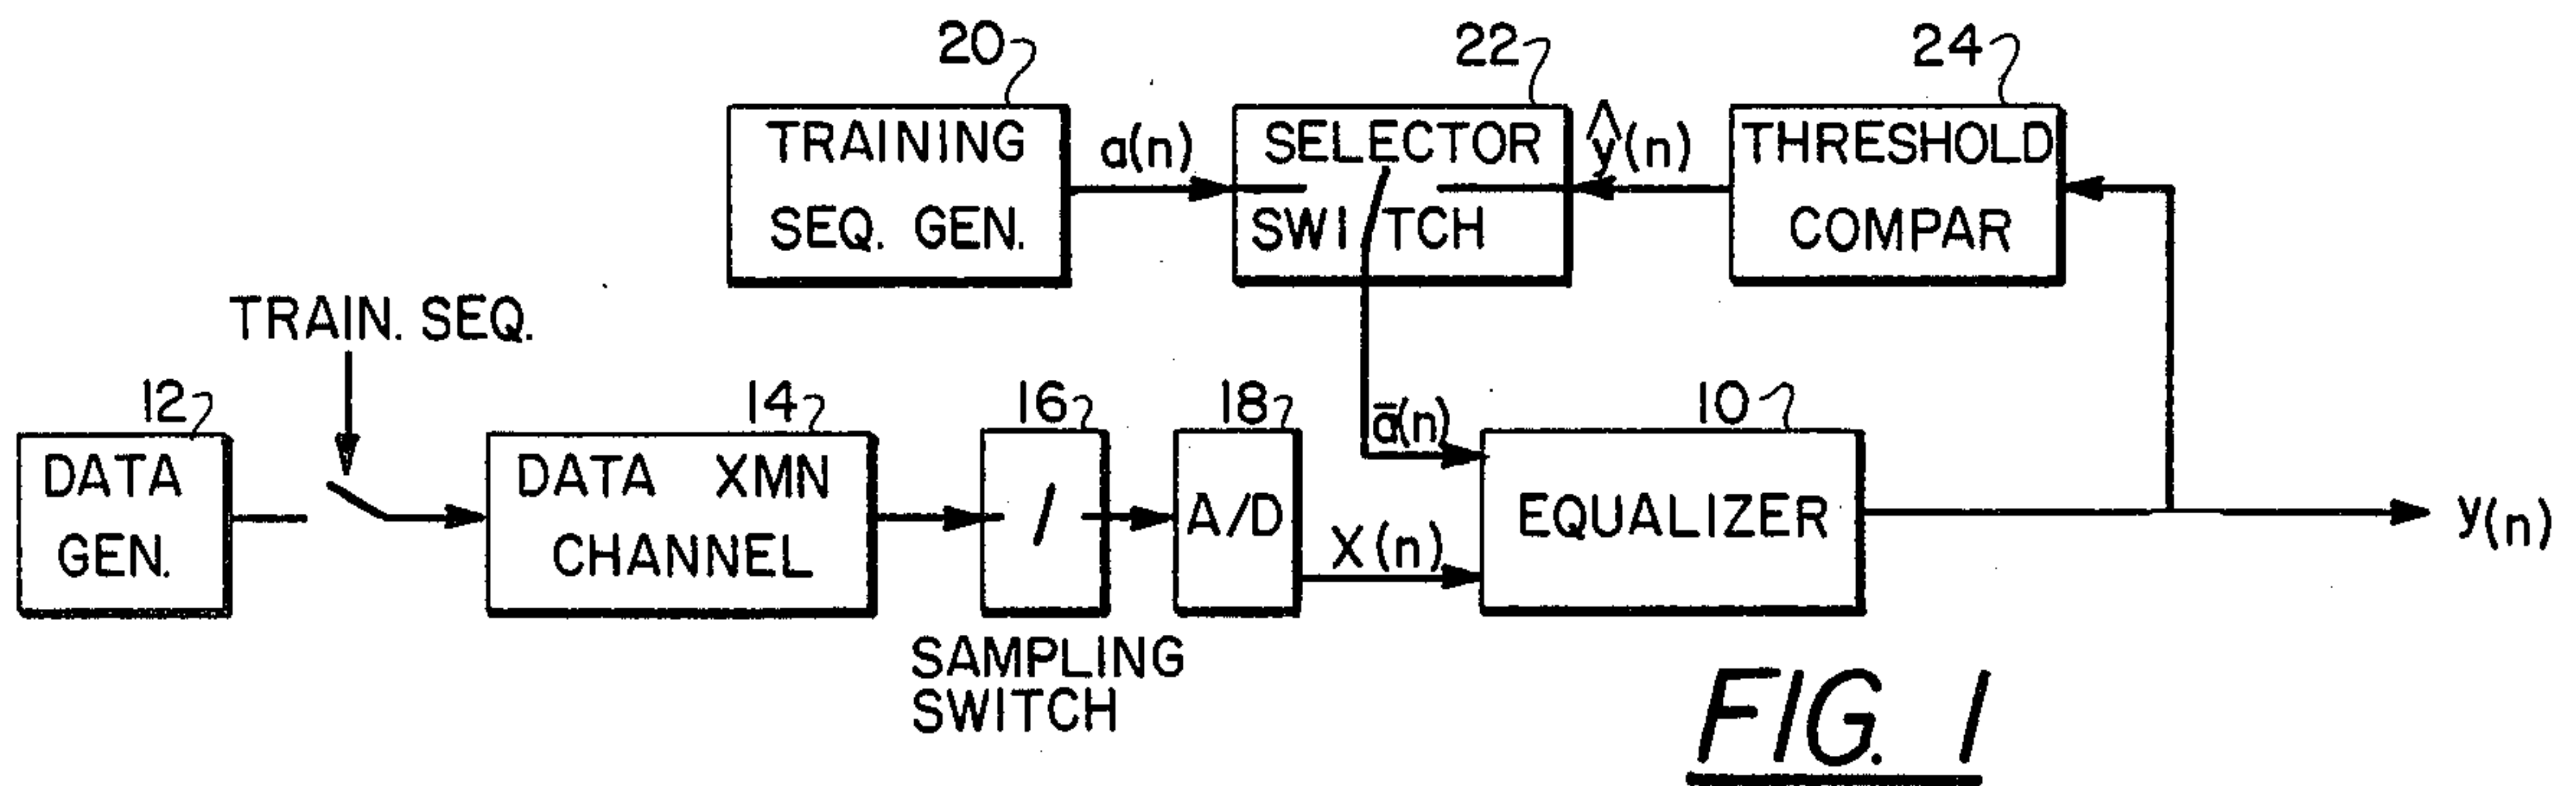 20
22
24
TRAINING
SEQ. GEN.
a(n)
SELECTOR
SWITCH
ŷ(n)
THRESHOLD
COMPAR
TRAIN. SEQ.
12
DATA
GEN.
14
DATA XMN
CHANNEL
16
SAMPLING
SWITCH
18
A/D
ā(n)
X(n)
10
EQUALIZER
y(n)
FIG. 1